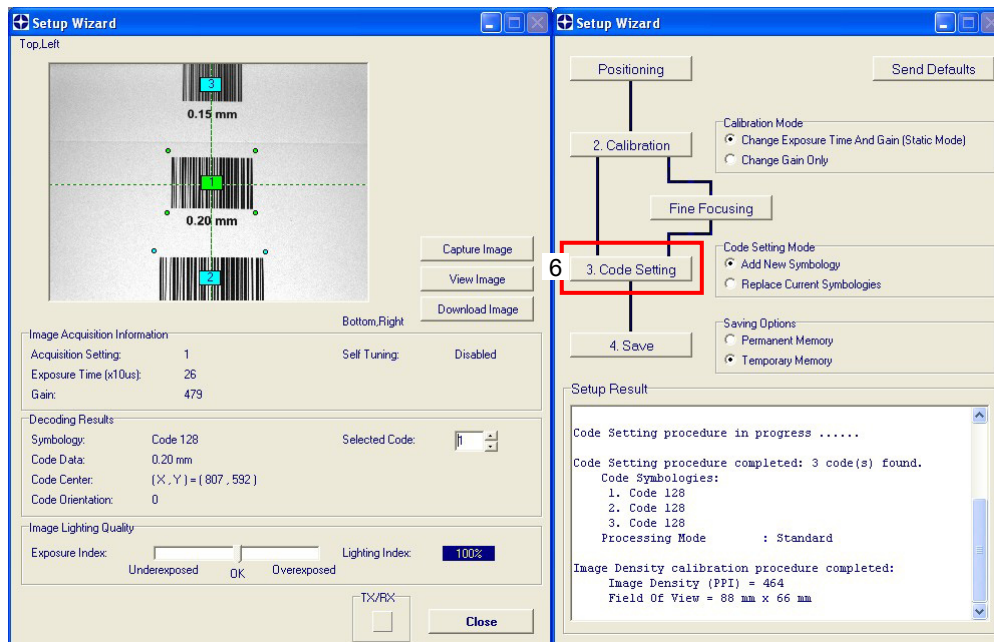 Setup Wizard
Top,Left
3
0.15 mm
1
0.20 mm
2
Capture Image
View Image
Download Image
Bottom,Right
Image Acquisition Information
Acquisition Setting: 1 Self Tuning: Disabled
Exposure Time (x10us): 26
Gain: 479
Decoding Results
Symbology: Code 128 Selected Code: 1
Code Data: 0.20 mm
Code Center: ( X , Y ) = ( 807 , 592 )
Code Orientation: 0
Image Lighting Quality
Exposure Index: Lighting Index: 100%
Underexposed OK Overexposed
TX/RX
Close
Setup Wizard
Positioning Send Defaults
Calibration Mode
2. Calibration
Change Exposure Time And Gain (Static Mode)
Change Gain Only
Fine Focusing
Code Setting Mode
6 3. Code Setting
Add New Symbology
Replace Current Symbologies
Saving Options
4. Save
Permanent Memory
Temporary Memory
Setup Result
Code Setting procedure in progress ......
Code Setting procedure completed: 3 code(s) found.
Code Symbologies:
1. Code 128
2. Code 128
3. Code 128
Processing Mode : Standard
Image Density calibration procedure completed:
Image Density (PPI) = 464
Field Of View = 88 mm x 66 mm